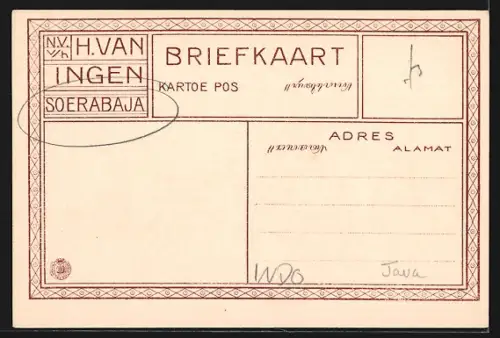 N.V. v/h H. VAN
INGEN
SOERABAJA
BRIEFKAART
KARTOE POS
ADRES
ALAMAT
INDO
Java